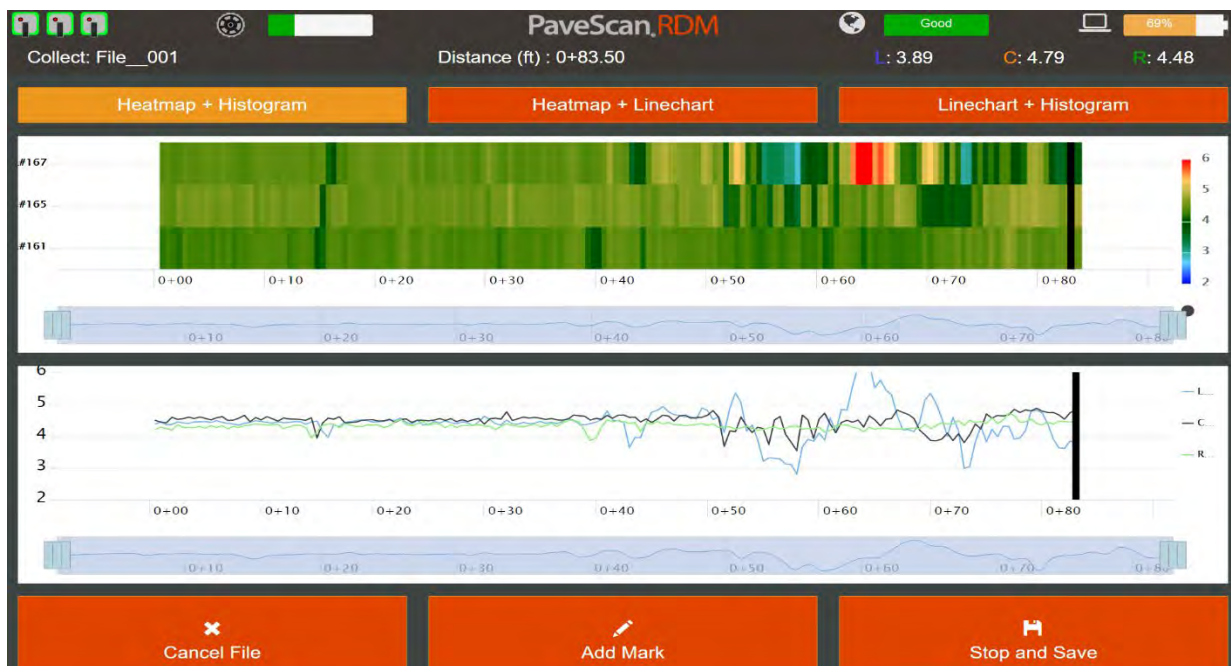 PaveScan. RDM
Good
69%
Collect: File__001
Distance (ft) : 0+83.50
L: 3.89
C: 4.79
R: 4.48
Heatmap + Histogram
Heatmap + Linechart
Linechart + Histogram
#167
#165
#161
6
5
4
3
2
0+00 0+10 0+20 0+30 0+40 0+50 0+60 0+70 0+80
0+10 0+20 0+30 0+40 0+50 0+60 0+70
6
5
4
3
2
L...
C...
R...
0+00 0+10 0+20 0+30 0+40 0+50 0+60 0+70 0+80
0+10 0+20 0+30 0+40 0+50 0+60 0+70
Cancel File
Add Mark
Stop and Save